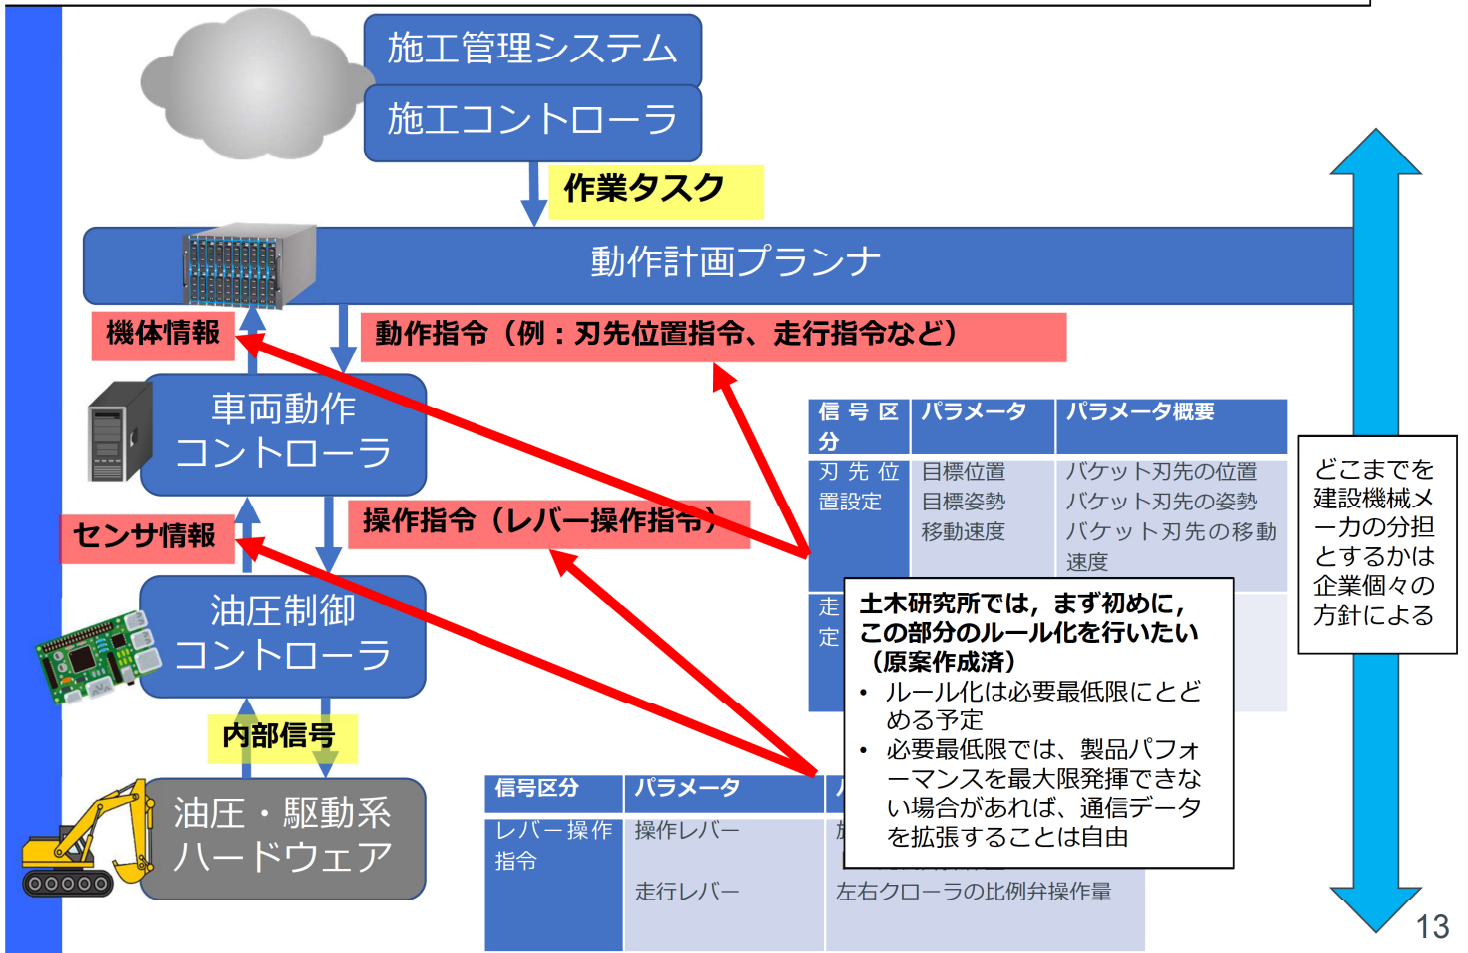 施工管理システム
施工コントローラ
作業タスク
動作計画プランナ
機体情報
動作指令（例：刃先位置指令、走行指令など）
車両動作
コントローラ
センサ情報
操作指令（レバー操作指令）
油圧制御
コントローラ
内部信号
油圧・駆動系
ハードウェア
信号区 パラメータ パラメータ概要
分
刃先位 目標位置 バケット刃先の位置
置設定 目標姿勢 バケット刃先の姿勢
移動速度 バケット刃先の移動
速度
走
定
土木研究所では，まず初めに，
この部分のルール化を行いたい
（原案作成済）
• ルール化は必要最低限にとど
める予定
• 必要最低限では、製品パフォ
ーマンスを最大限発揮できな
い場合があれば、通信データ
を拡張することは自由
信号区分 パラメータ
レバー操作 操作レバー
指令
走行レバー 左右クローラの比例弁操作量
どこまでを
建設機械メ
ーカの分担
とするかは
企業個々の
方針による
13